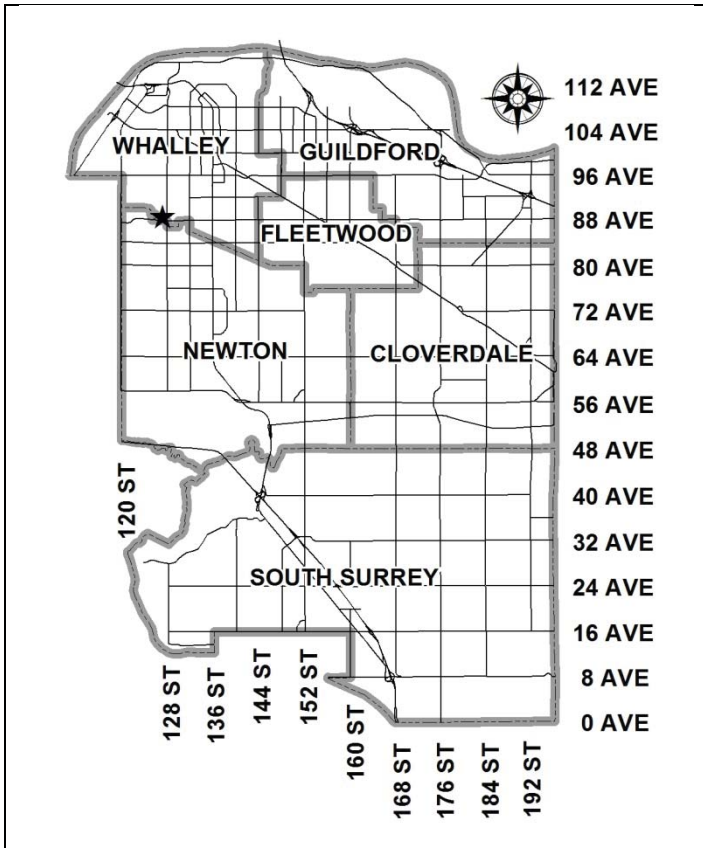 112 AVE
104 AVE
WHALLEY
GUILDFORD
96 AVE
88 AVE
FLEETWOOD
80 AVE
72 AVE
NEWTON
CLOVERDALE
64 AVE
56 AVE
48 AVE
120 ST
40 AVE
32 AVE
SOUTH SURREY
24 AVE
16 AVE
8 AVE
128 ST
136 ST
144 ST
152 ST
160 ST
0 AVE
168 ST
176 ST
184 ST
192 ST